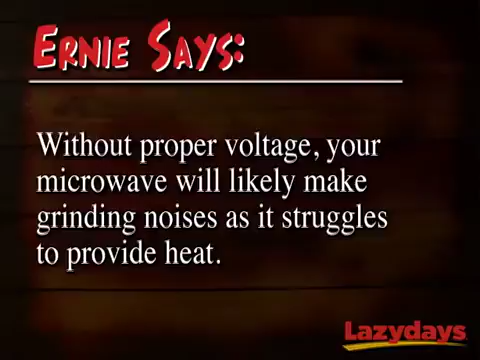 Ernie Says:
Without proper voltage, your
microwave will likely make
grinding noises as it struggles
to provide heat.
Lazydays